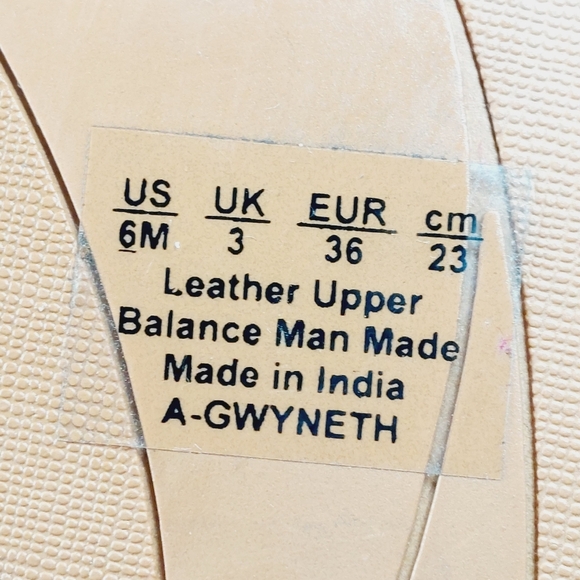 US UK EUR cm
6M 3 36 23
Leather Upper
Balance Man Made
Made in India
A-GWYNETH